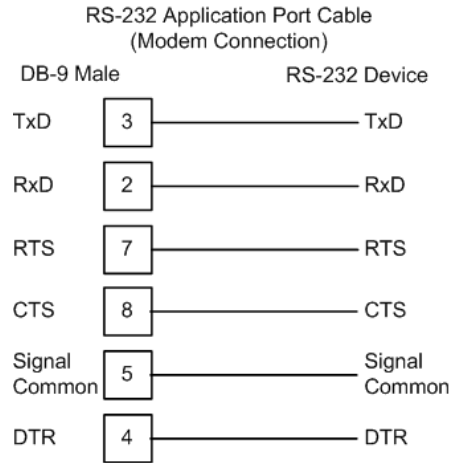 RS-232 Application Port Cable
(Modem Connection)
DB-9 Male RS-232 Device
TxD 3 TxD
RxD 2 RxD
RTS 7 RTS
CTS 8 CTS
Signal Common 5 Signal Common
DTR 4 DTR